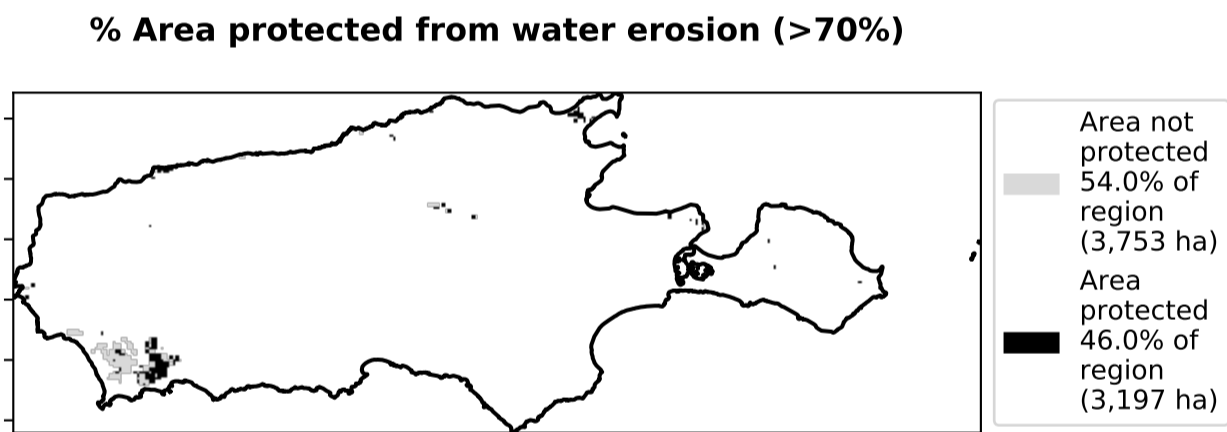 % Area protected from water erosion (>70%)
Area not
protected
54.0% of
region
(3,753 ha)
Area
protected
46.0% of
region
(3,197 ha)